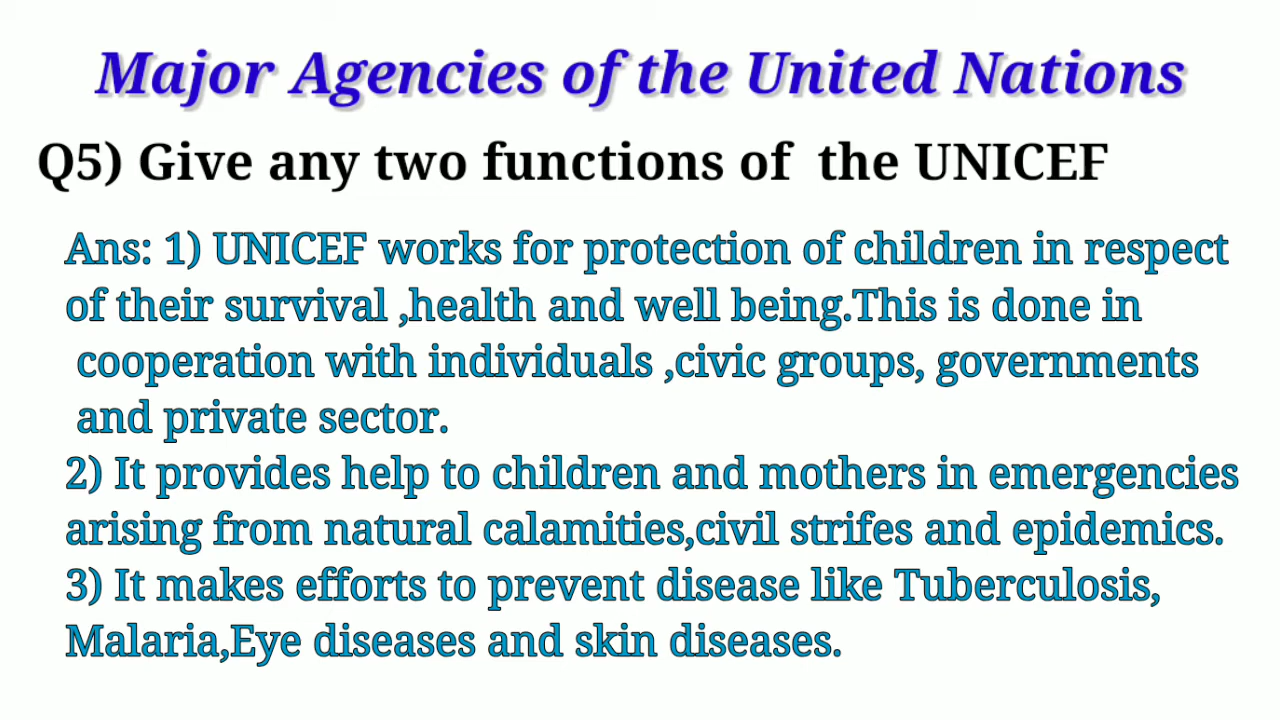 Major Agencies of the United Nations
Q5) Give any two functions of the UNICEF
Ans: 1) UNICEF works for protection of children in respect
of their survival ,health and well being.This is done in
cooperation with individuals ,civic groups, governments
and private sector.
2) It provides help to children and mothers in emergencies
arising from natural calamities,civil strifes and epidemics.
3) It makes efforts to prevent disease like Tuberculosis,
Malaria,Eye diseases and skin diseases.